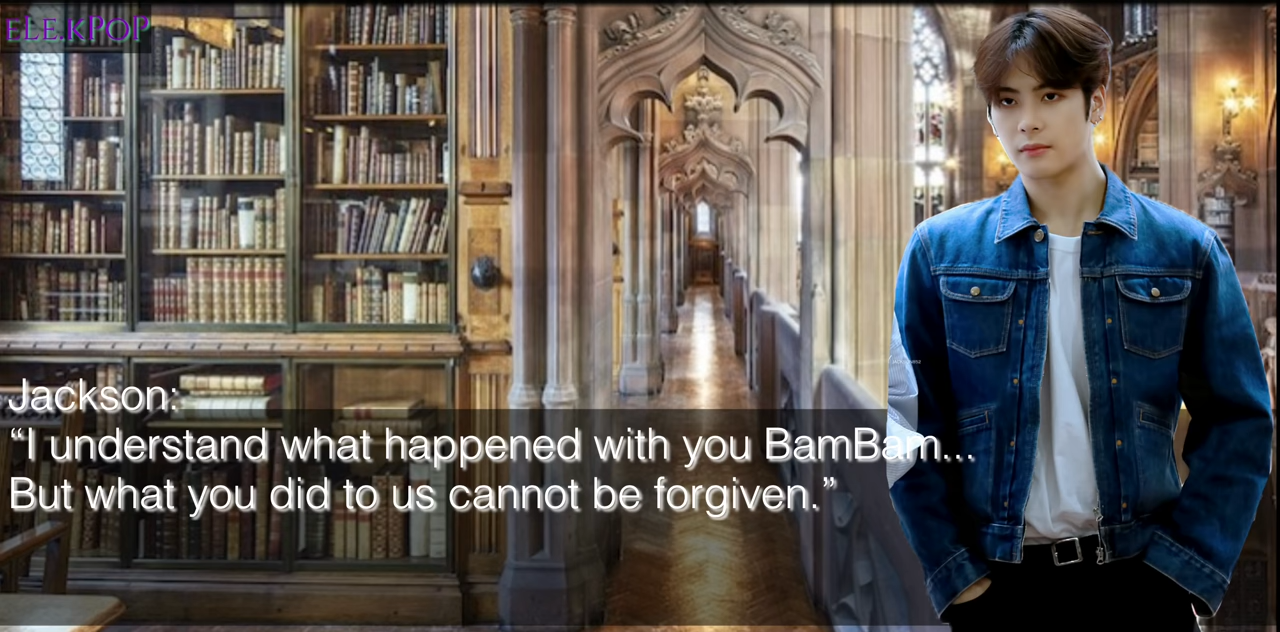 eLe.KPOP
Jackson:
“I understand what happened with you BamBam...
But what you did to us cannot be forgiven.”